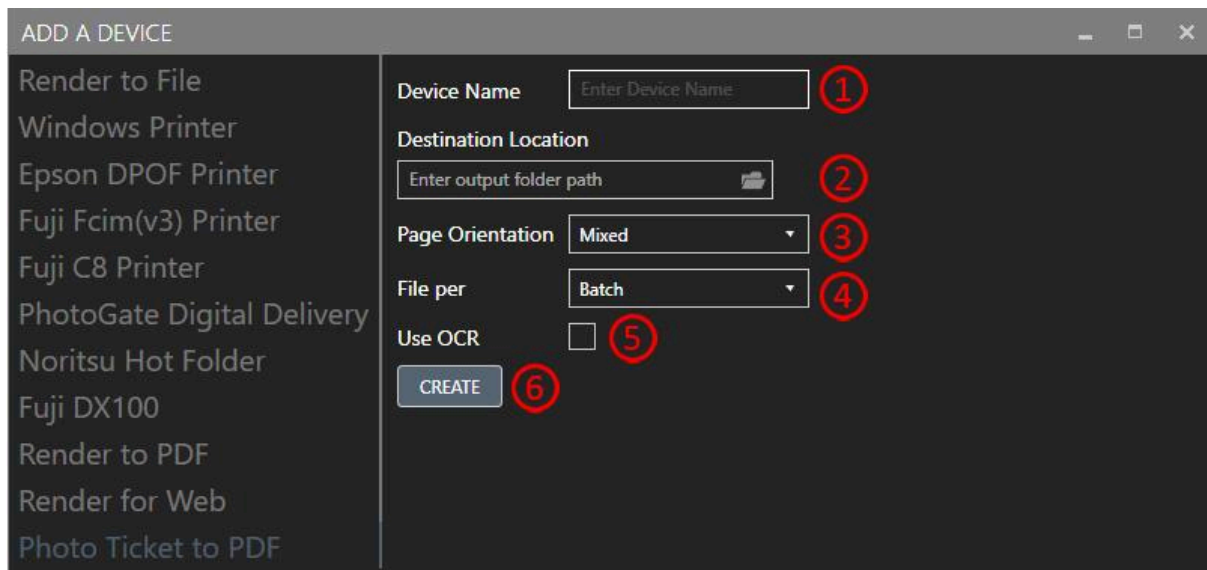 ADD A DEVICE
Render to File
Windows Printer
Epson DPOF Printer
Fuji Fcim(v3) Printer
Fuji C8 Printer
PhotoGate Digital Delivery
Noritsu Hot Folder
Fuji DX100
Render to PDF
Render for Web
Photo Ticket to PDF
Device Name Enter Device Name 1
Destination Location
Enter output folder path 2
Page Orientation Mixed 3
File per Batch 4
Use OCR 5
CREATE 6